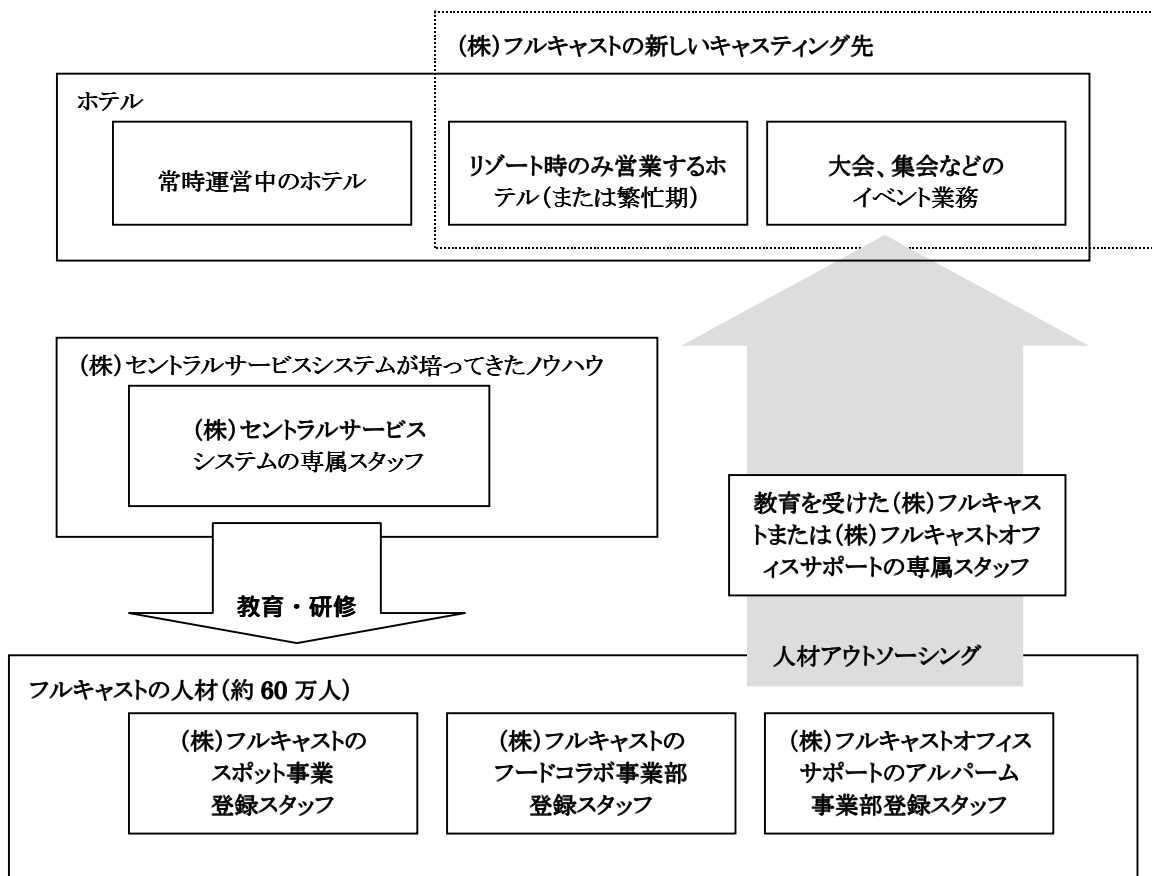 (株)フルキャストの新しいキャスティング先
ホテル
常時運営中のホテル
リゾート時のみ営業するホ
テル(または繁忙期)
大会、集会などの
イベント業務
(株)セントラルサービスシステムが培ってきたノウハウ
(株)セントラルサービス
システムの専属スタッフ
教育を受けた(株)フルキャス
トまたは(株)フルキャストオフ
ィスサポートの専属スタッフ
教育・研修
人材アウトソーシング
フルキャストの人材(約 60 万人)
(株)フルキャストの
スポット事業
登録スタッフ
(株)フルキャストの
フードコラボ事業部
登録スタッフ
(株)フルキャストオフィス
サポートのアルパーム
事業部登録スタッフ